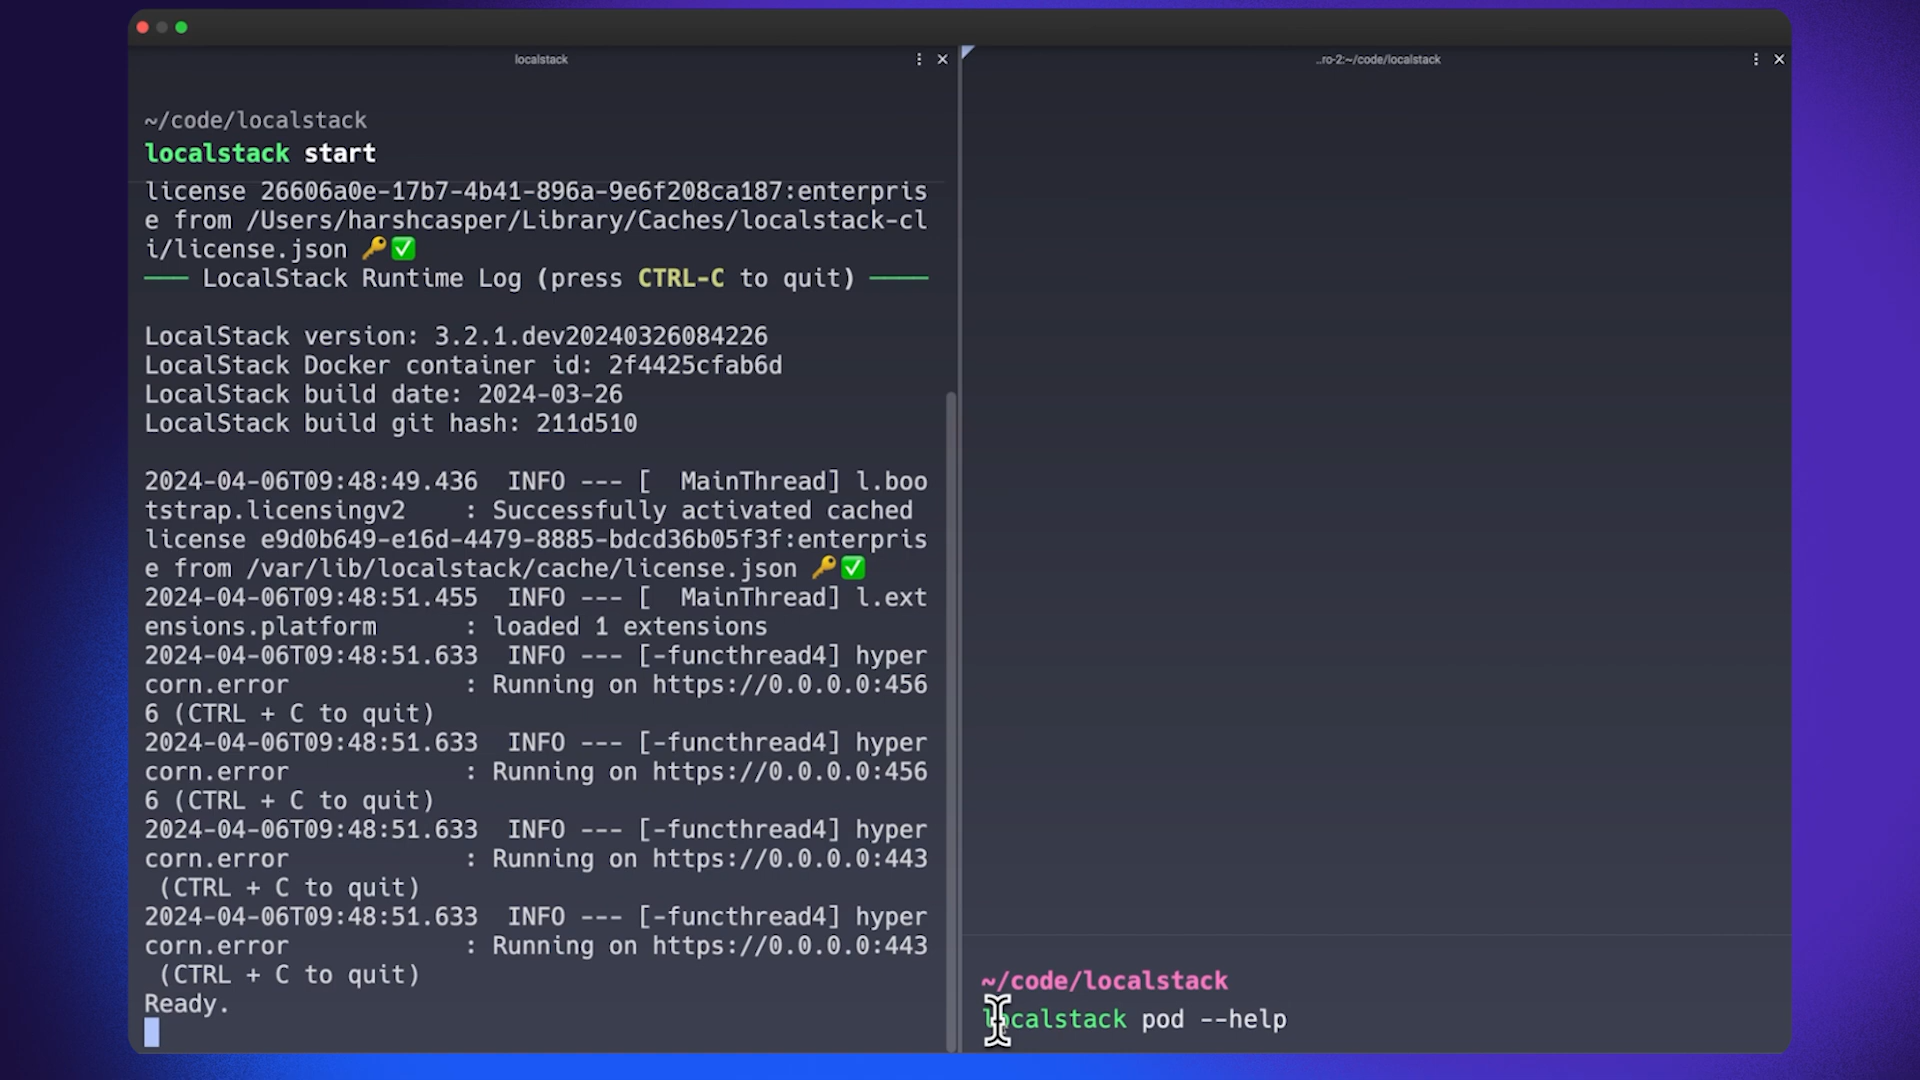 localstack
~/code/localstack
localstack start
license 26606a0e-17b7-4b41-896a-9e6f208ca187:enterpris
e from /Users/harshcasper/Library/Caches/localstack-cl
i/license.json 🔑✅
─── LocalStack Runtime Log (press CTRL-C to quit) ────
LocalStack version: 3.2.1.dev20240326084226
LocalStack Docker container id: 2f4425cfab6d
LocalStack build date: 2024-03-26
LocalStack build git hash: 211d510
2024-04-06T09:48:49.436  INFO --- [  MainThread] l.boo
tstrap.licensingv2    : Successfully activated cached
license e9d0b649-e16d-4479-8885-bdcd36b05f3f:enterpris
e from /var/lib/localstack/cache/license.json 🔑✅
2024-04-06T09:48:51.455  INFO --- [  MainThread] l.ext
ensions.platform      : loaded 1 extensions
2024-04-06T09:48:51.633  INFO --- [-functhread4] hyper
corn.error            : Running on https://0.0.0.0:456
6 (CTRL + C to quit)
2024-04-06T09:48:51.633  INFO --- [-functhread4] hyper
corn.error            : Running on https://0.0.0.0:456
6 (CTRL + C to quit)
2024-04-06T09:48:51.633  INFO --- [-functhread4] hyper
corn.error            : Running on https://0.0.0.0:443
 (CTRL + C to quit)
2024-04-06T09:48:51.633  INFO --- [-functhread4] hyper
corn.error            : Running on https://0.0.0.0:443
 (CTRL + C to quit)
Ready.
..ro-2:~/code/localstack
~/code/localstack
localstack pod --help